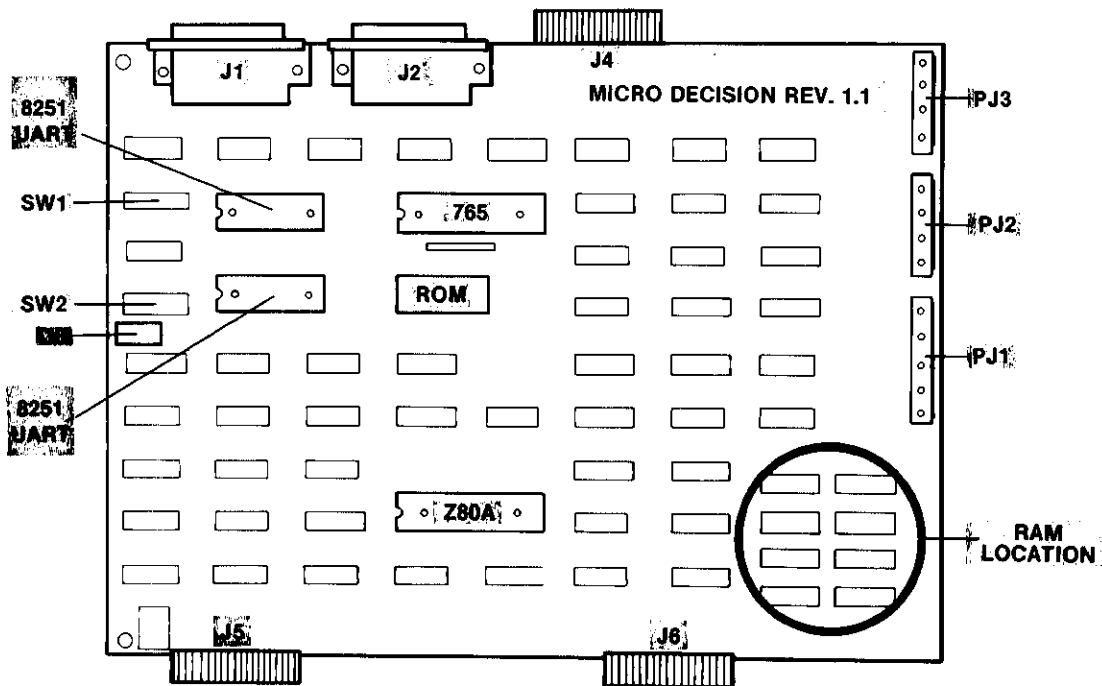 J1
J2
J4
MICRO DECISION REV. 1.1
PJ3
8251
UART
SW1
765
PJ2
SW2
ROM
PJ1
8251
UART
Z80A
RAM
LOCATION
J5
J6